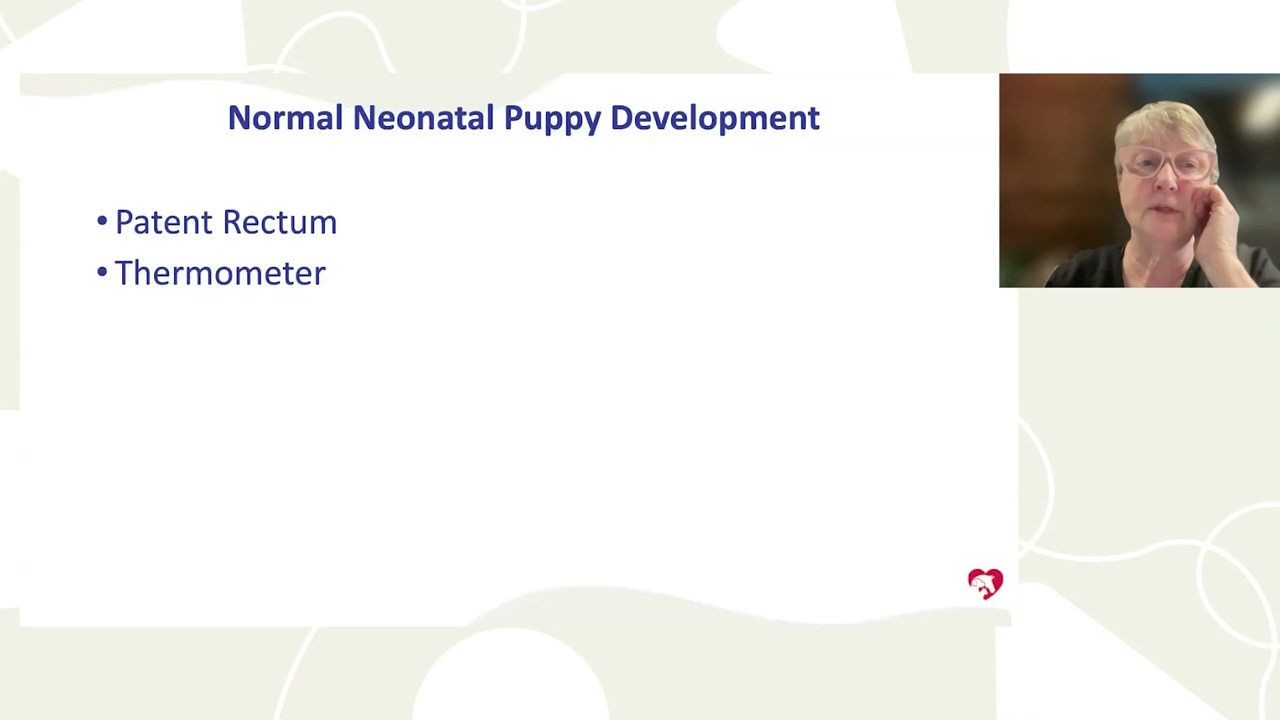 Normal Neonatal Puppy Development
• Patent Rectum
• Thermometer